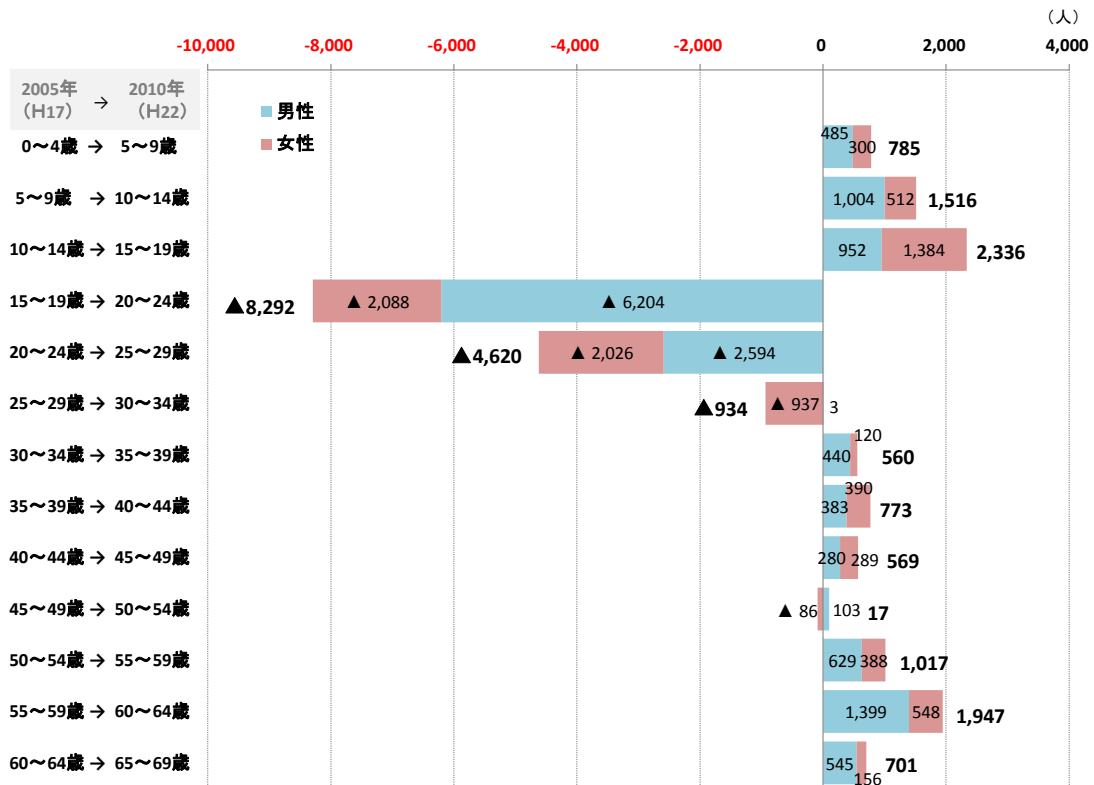 （人）
-10,000 -8,000 -6,000 -4,000 -2,000 0 2,000 4,000
2005年 → 2010年
（H17） （H22）
男性
女性
0～4歳 → 5～9歳 485 300 785
5～9歳 → 10～14歳 1,004 512 1,516
10～14歳 → 15～19歳 952 1,384 2,336
15～19歳 → 20～24歳 ▲8,292 ▲ 2,088 ▲ 6,204
20～24歳 → 25～29歳 ▲4,620 ▲ 2,026 ▲ 2,594
25～29歳 → 30～34歳 ▲934 ▲ 937 3
30～34歳 → 35～39歳 440 120 560
35～39歳 → 40～44歳 383 390 773
40～44歳 → 45～49歳 280 289 569
45～49歳 → 50～54歳 ▲ 86 103 17
50～54歳 → 55～59歳 629 388 1,017
55～59歳 → 60～64歳 1,399 548 1,947
60～64歳 → 65～69歳 545 156 701